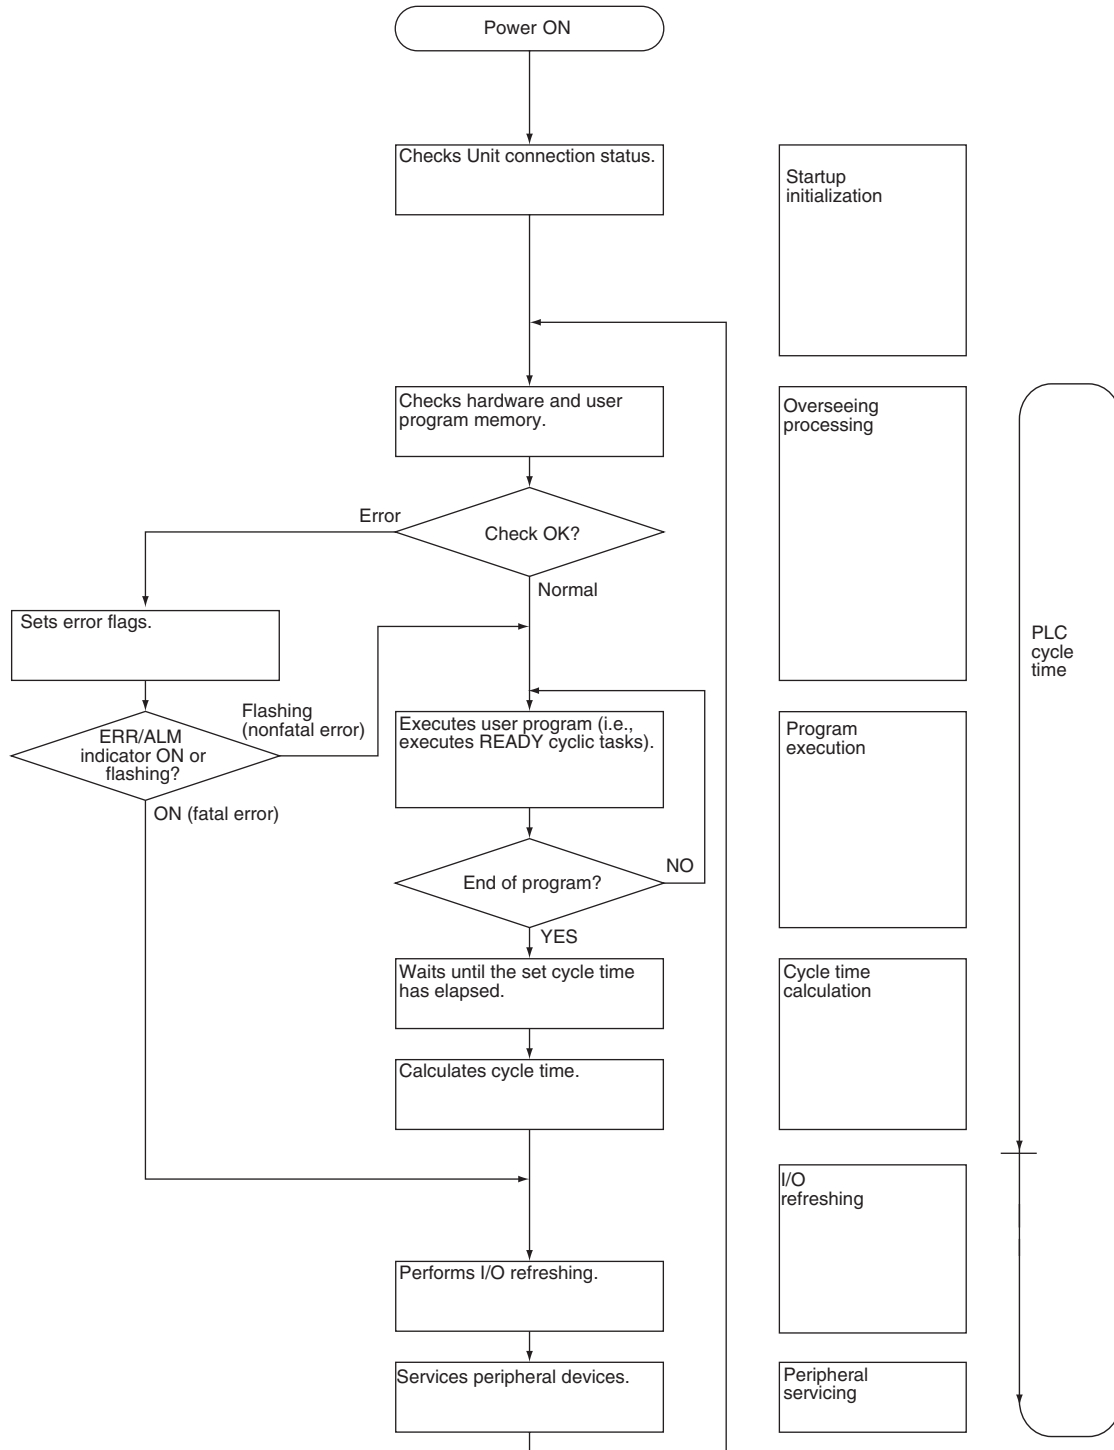 Power ON
Checks Unit connection status.
Startup
initialization
Checks hardware and user
program memory.
Overseeing
processing
Error
Check OK?
Normal
Sets error flags.
PLC
cycle
time
Flashing
(nonfatal error)
ERR/ALM
indicator ON or
flashing?
ON (fatal error)
Executes user program (i.e.,
executes READY cyclic tasks).
Program
execution
End of program?
NO
YES
Waits until the set cycle time
has elapsed.
Cycle time
calculation
Calculates cycle time.
I/O
refreshing
Performs I/O refreshing.
Services peripheral devices.
Peripheral
servicing